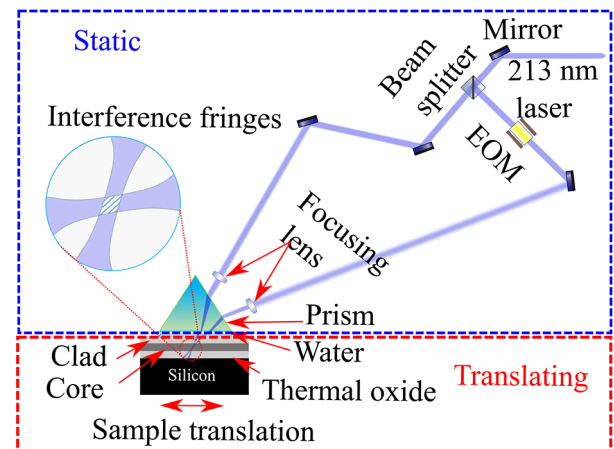 Static
Mirror
213 nm
laser
Beam
splitter
EOM
Interference fringes
Focusing
lens
Prism
Water
Clad
Core
Silicon
Thermal oxide
Translating
Sample translation